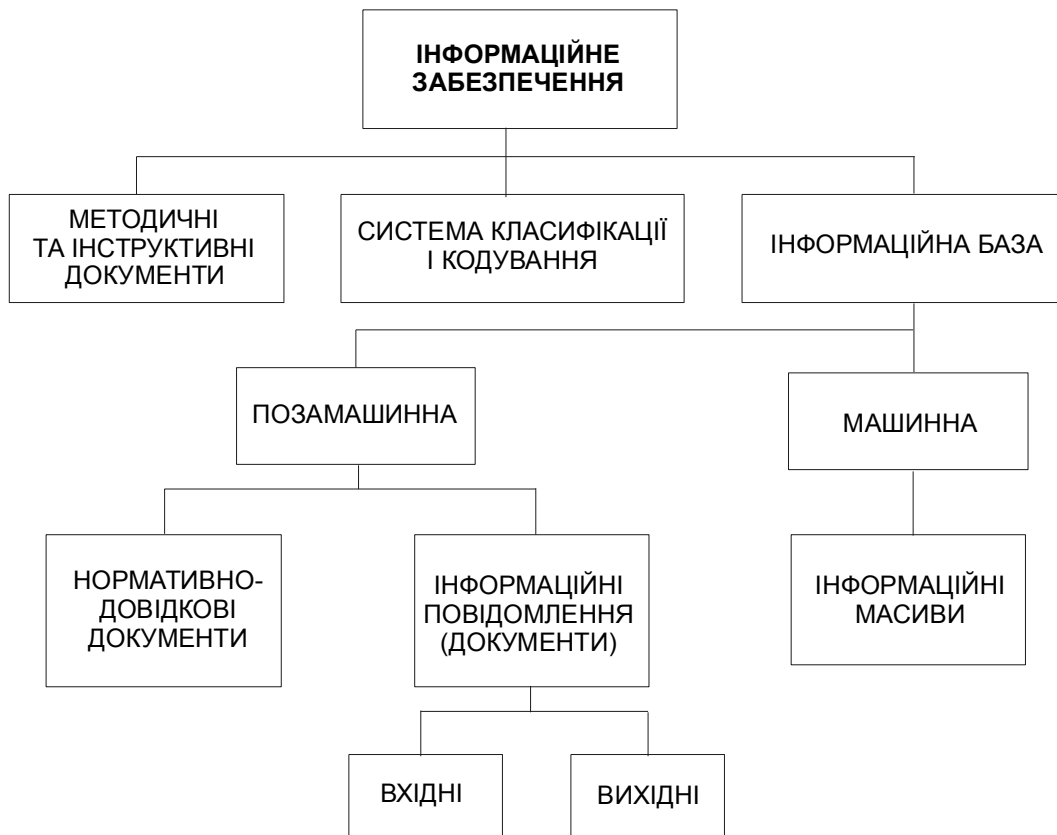 ІНФОРМАЦІЙНЕ
ЗАБЕЗПЕЧЕННЯ
МЕТОДИЧНІ
ТА ІНСТРУКТИВНІ
ДОКУМЕНТИ
СИСТЕМА КЛАСИФІКАЦІЇ
І КОДУВАННЯ
ІНФОРМАЦІЙНА БАЗА
ПОЗАМАШИННА
МАШИННА
НОРМАТИВНО-
ДОВІДКОВІ
ДОКУМЕНТИ
ІНФОРМАЦІЙНІ
ПОВІДОМЛЕННЯ
(ДОКУМЕНТИ)
ІНФОРМАЦІЙНІ
МАСИВИ
ВХІДНІ
ВИХІДНІ